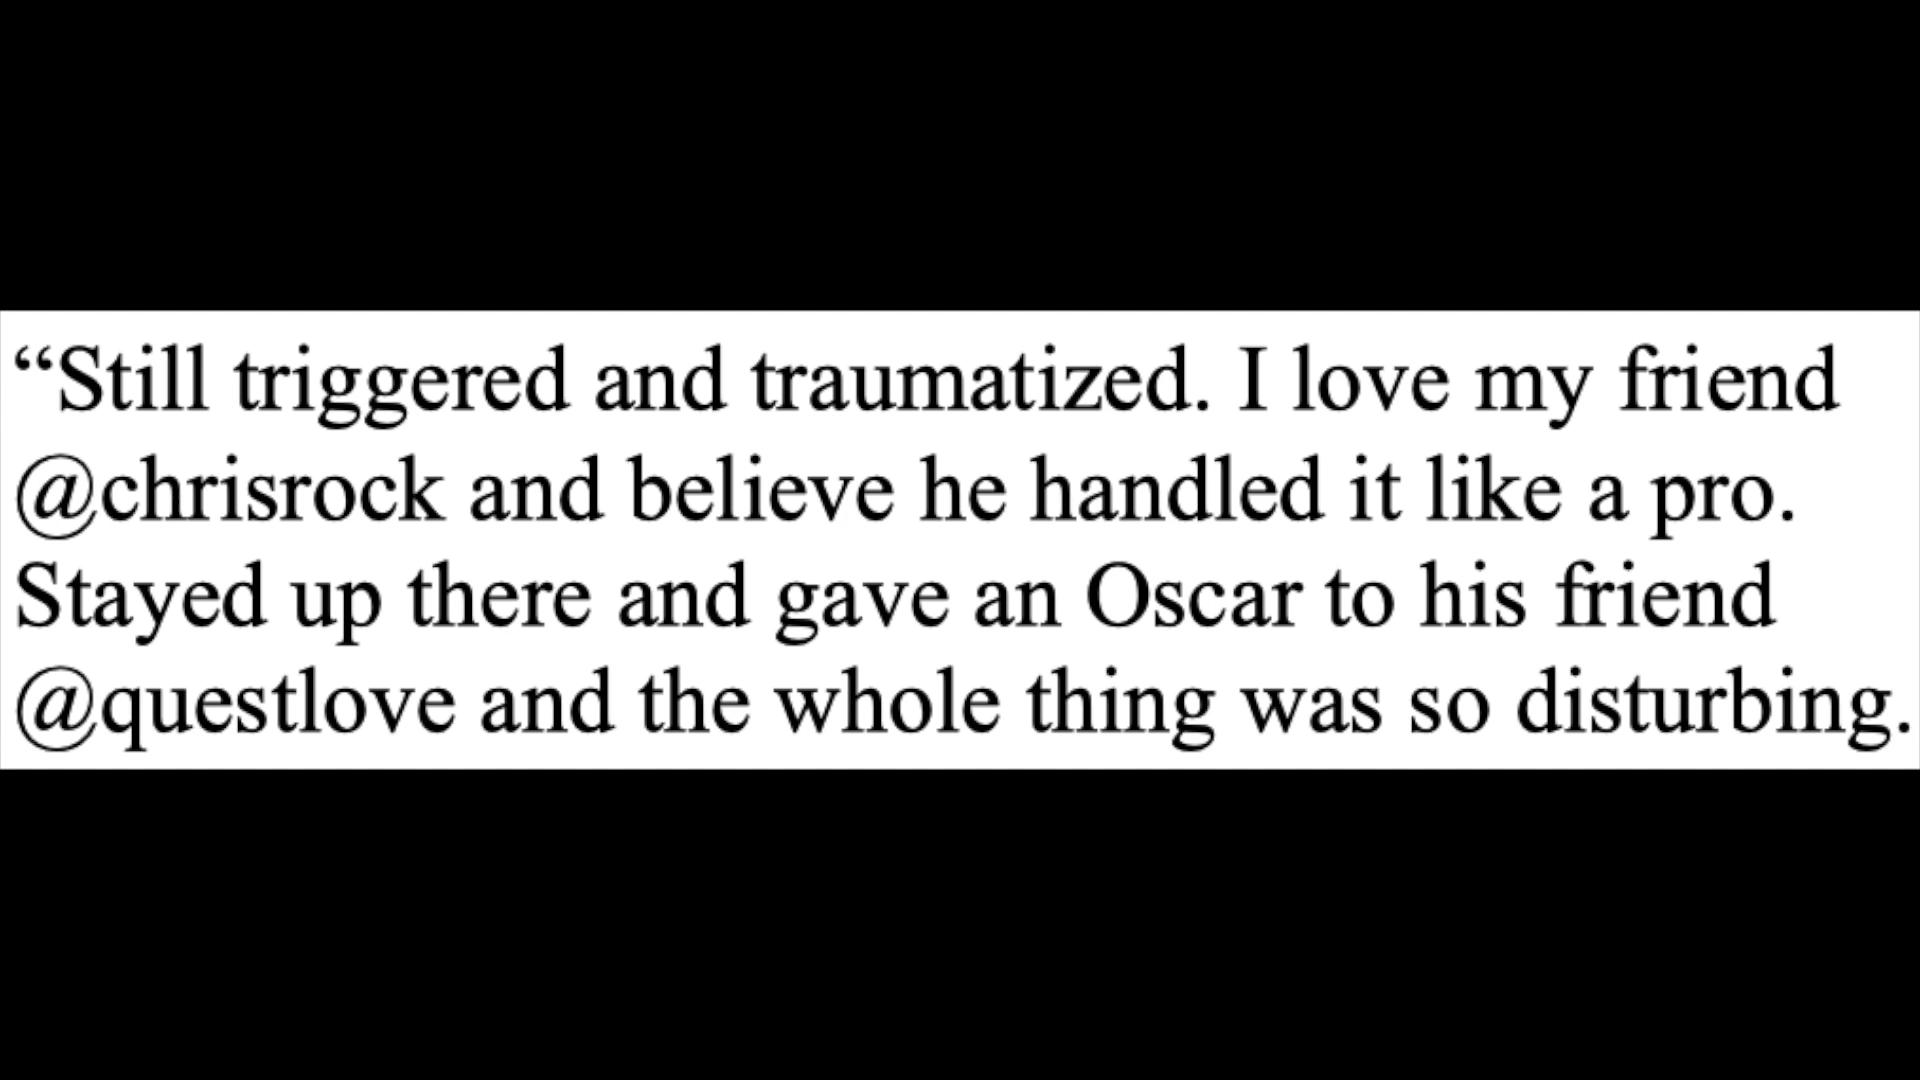 “Still triggered and traumatized. I love my friend
@chrisrock and believe he handled it like a pro.
Stayed up there and gave an Oscar to his friend
@questlove and the whole thing was so disturbing.